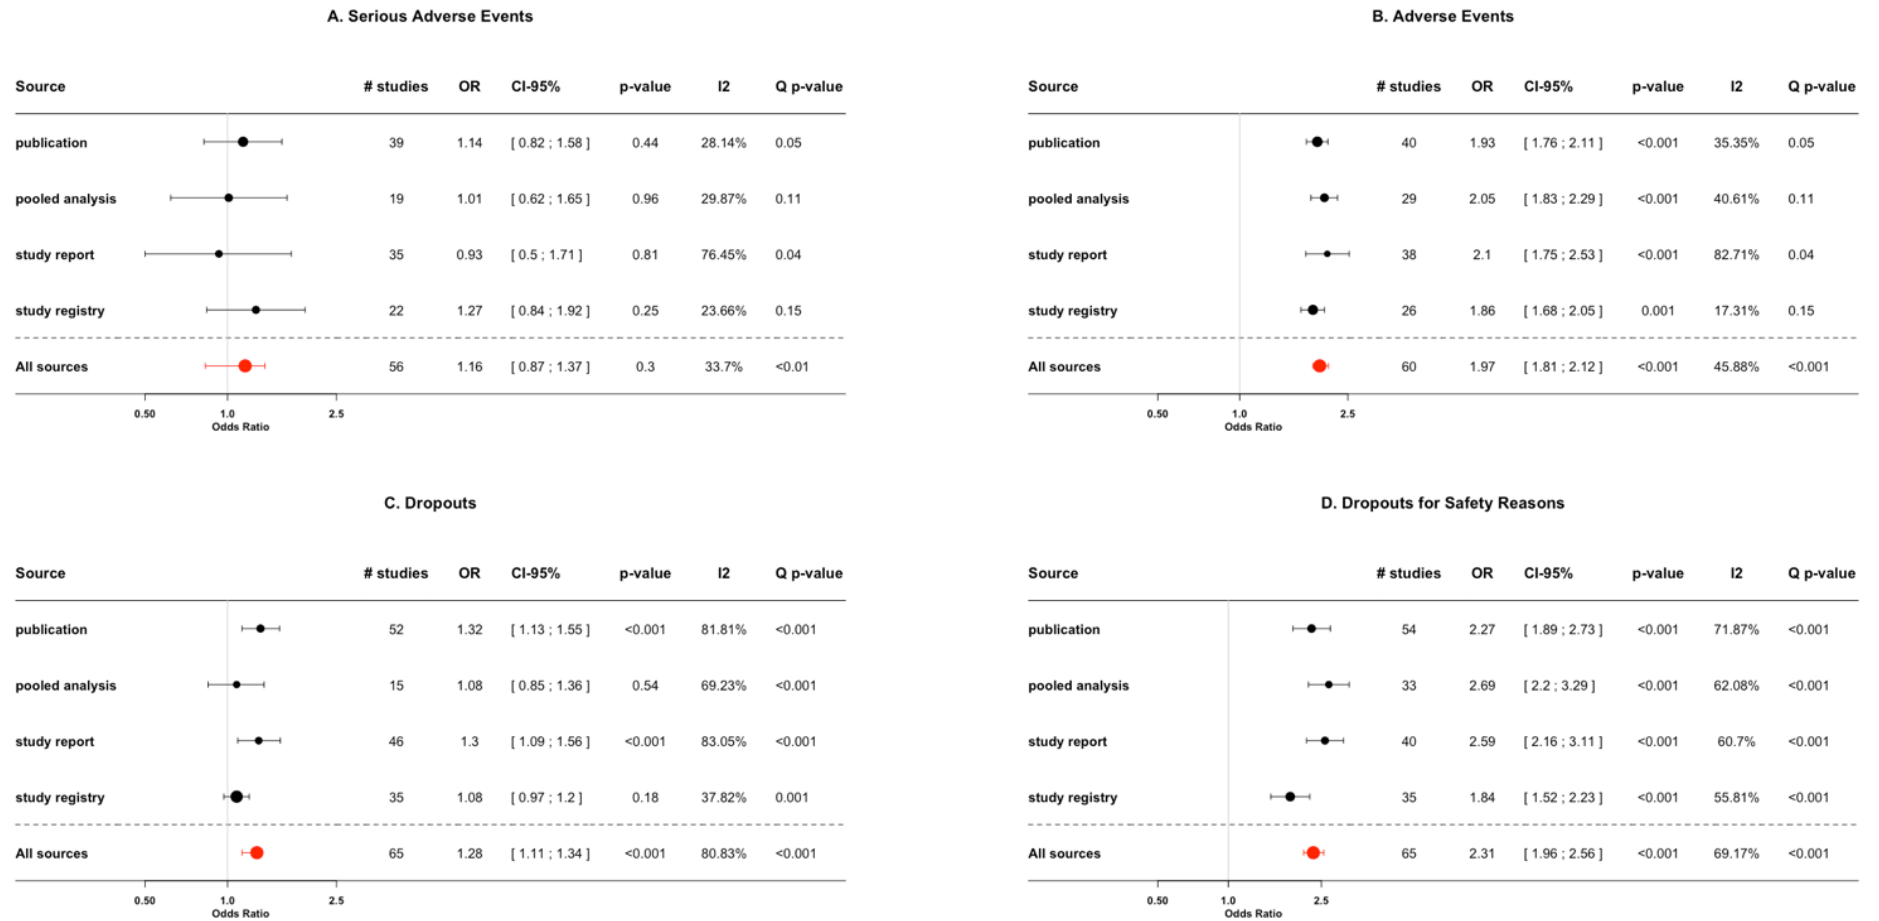 A. Serious Adverse Events
Source # studies OR CI-95% p-value I2 Q p-value
publication 39 1.14 [ 0.82 ; 1.58 ] 0.44 28.14% 0.05
pooled analysis 19 1.01 [ 0.62 ; 1.65 ] 0.96 29.87% 0.11
study report 35 0.93 [ 0.5 ; 1.71 ] 0.81 76.45% 0.04
study registry 22 1.27 [ 0.84 ; 1.92 ] 0.25 23.66% 0.15
All sources 56 1.16 [ 0.87 ; 1.37 ] 0.3 33.7% <0.01
0.50 1.0 2.5
Odds Ratio
B. Adverse Events
Source # studies OR CI-95% p-value I2 Q p-value
publication 40 1.93 [ 1.76 ; 2.11 ] <0.001 35.35% 0.05
pooled analysis 29 2.05 [ 1.83 ; 2.29 ] <0.001 40.61% 0.11
study report 38 2.1 [ 1.75 ; 2.53 ] <0.001 82.71% 0.04
study registry 26 1.86 [ 1.68 ; 2.05 ] 0.001 17.31% 0.15
All sources 60 1.97 [ 1.81 ; 2.12 ] <0.001 45.88% <0.001
0.50 1.0 2.5
Odds Ratio
C. Dropouts
Source # studies OR CI-95% p-value I2 Q p-value
publication 52 1.32 [ 1.13 ; 1.55 ] <0.001 81.81% <0.001
pooled analysis 15 1.08 [ 0.85 ; 1.36 ] 0.54 69.23% <0.001
study report 46 1.3 [ 1.09 ; 1.56 ] <0.001 83.05% <0.001
study registry 35 1.08 [ 0.97 ; 1.2 ] 0.18 37.82% 0.001
All sources 65 1.28 [ 1.11 ; 1.34 ] <0.001 80.83% <0.001
0.50 1.0 2.5
Odds Ratio
D. Dropouts for Safety Reasons
Source # studies OR CI-95% p-value I2 Q p-value
publication 54 2.27 [ 1.89 ; 2.73 ] <0.001 71.87% <0.001
pooled analysis 33 2.69 [ 2.2 ; 3.29 ] <0.001 62.08% <0.001
study report 40 2.59 [ 2.16 ; 3.11 ] <0.001 60.7% <0.001
study registry 35 1.84 [ 1.52 ; 2.23 ] <0.001 55.81% <0.001
All sources 65 2.31 [ 1.96 ; 2.56 ] <0.001 69.17% <0.001
0.50 1.0 2.5
Odds Ratio